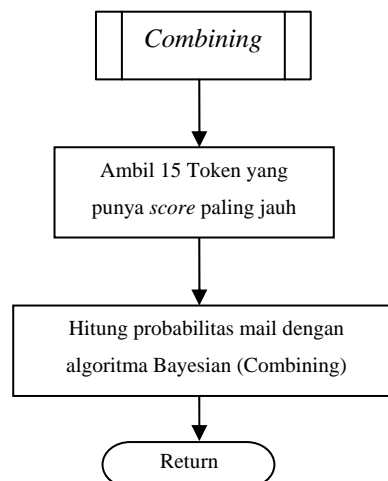 Combining
Ambil 15 Token yang
punya score paling jauh
Hitung probabilitas mail dengan
algoritma Bayesian (Combining)
Return